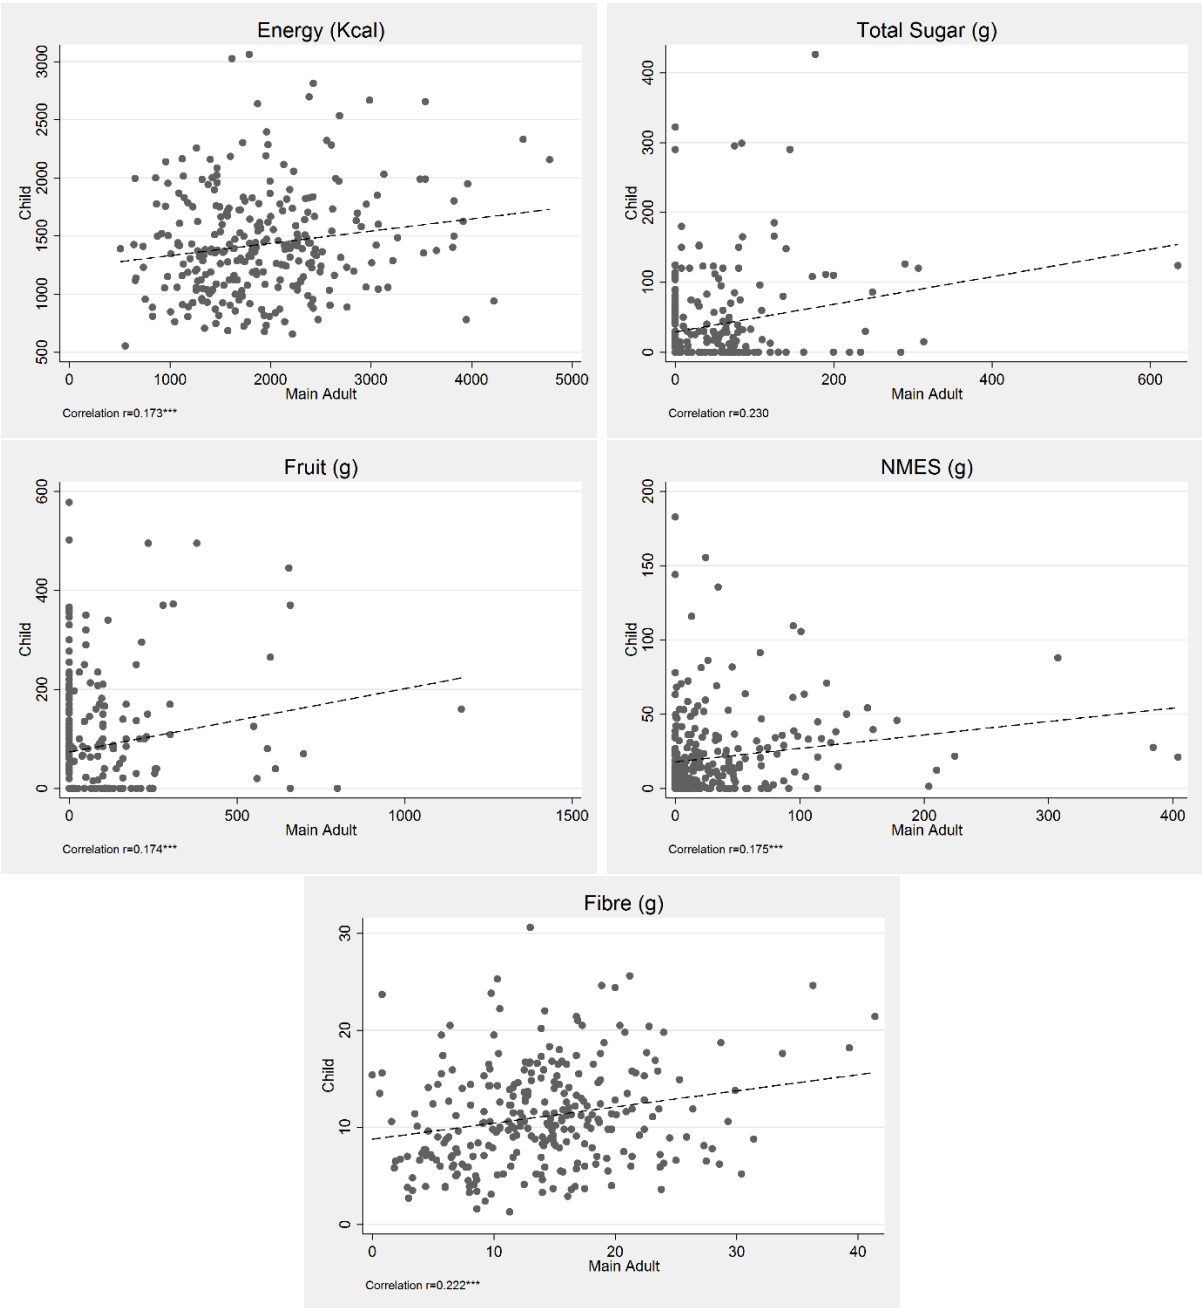 Energy (Kcal)
Child
3000
2500
2000
1500
1000
500
0 1000 2000 3000 4000 5000
Main Adult
Correlation r=0.173***
Total Sugar (g)
Child
400
300
200
100
0
0 200 400 600
Main Adult
Correlation r=0.230
Fruit (g)
Child
600
400
200
0
0 500 1000 1500
Main Adult
Correlation r=0.174***
NMES (g)
Child
200
150
100
50
0
0 100 200 300 400
Main Adult
Correlation r=0.175***
Fibre (g)
Child
30
20
10
0
0 10 20 30 40
Main Adult
Correlation r=0.222***